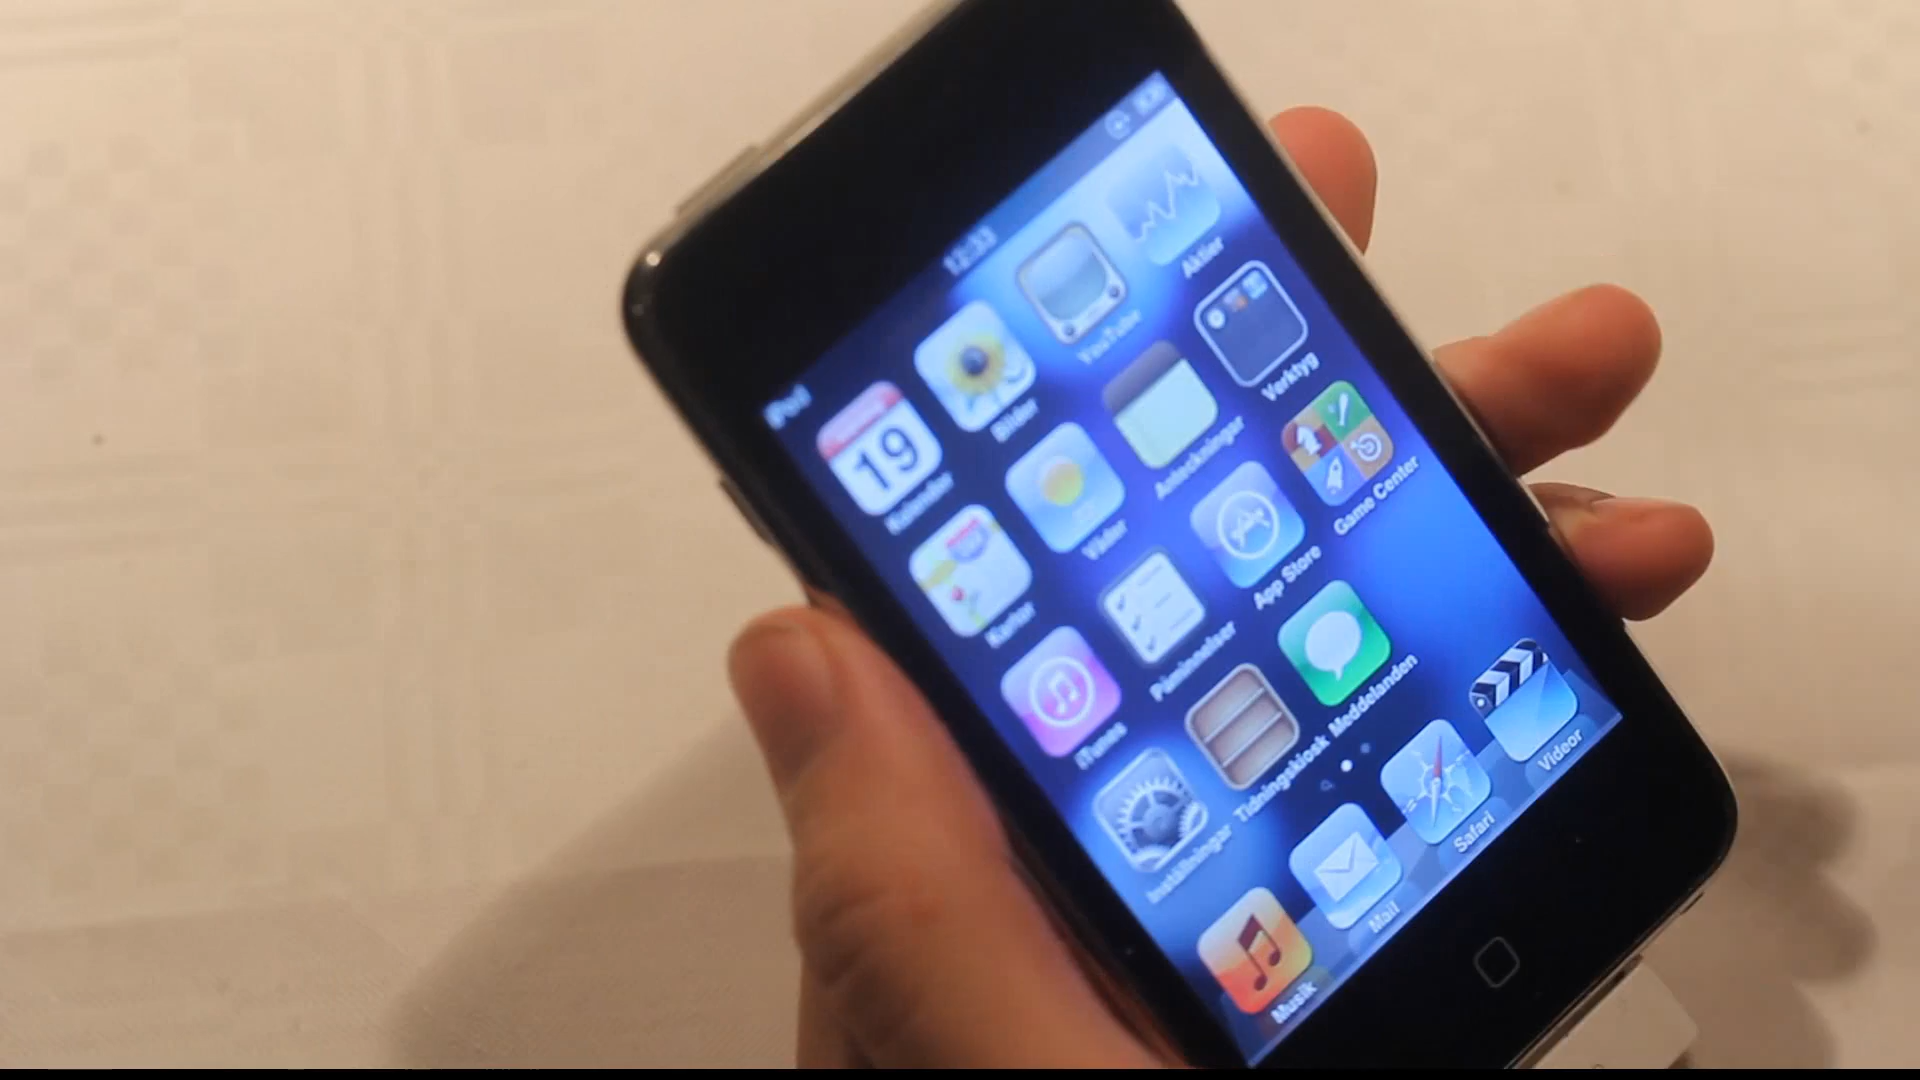 iPod 12:33
19
Kalender
Bilder
YouTube
Aktier
Kartor
Väder
Anteckningar
Verktyg
iTunes
Påminnelser
App Store
Game Center
Inställningar
Tidningskiosk
Meddelanden
Musik
Mail
Safari
Videor